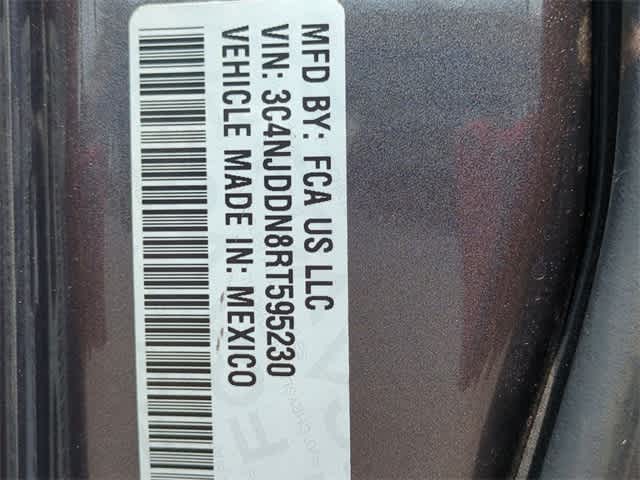 MFD BY: FCA US LLC
VIN: 3C4NJDDN8RT595230
VEHICLE MADE IN: MEXICO